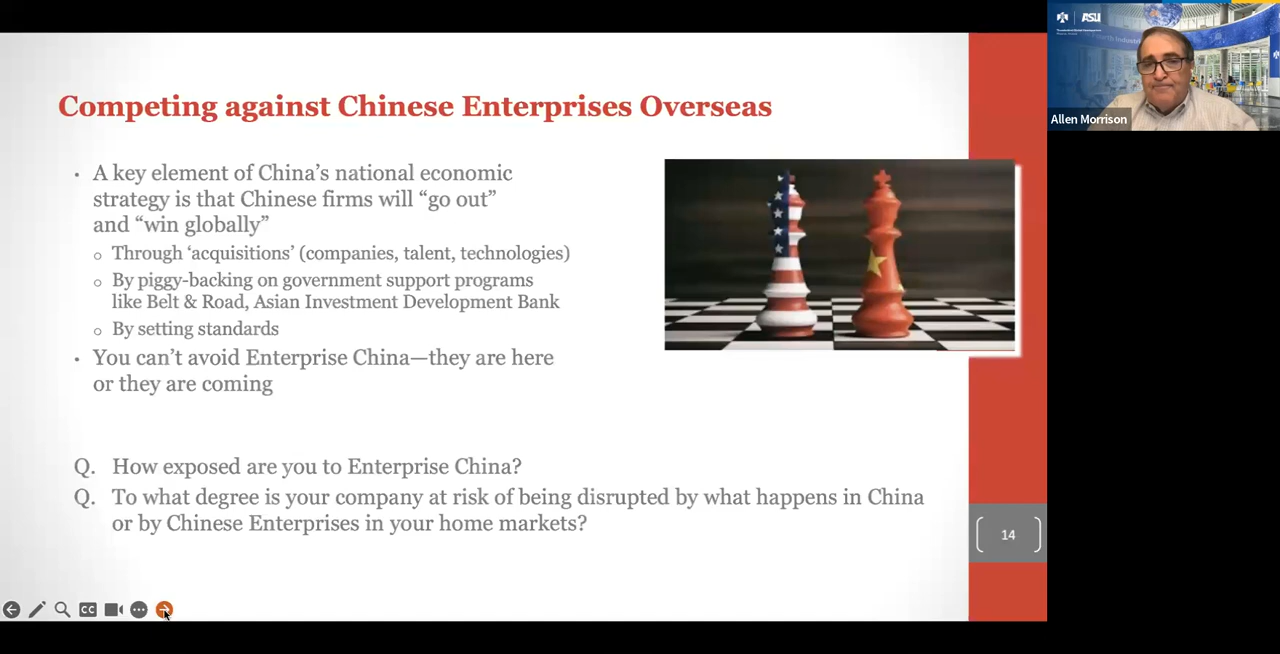 Competing against Chinese Enterprises Overseas
• A key element of China’s national economic
strategy is that Chinese firms will “go out”
and “win globally”
o Through ‘acquisitions’ (companies, talent, technologies)
o By piggy-backing on government support programs
like Belt & Road, Asian Investment Development Bank
o By setting standards
• You can’t avoid Enterprise China—they are here
or they are coming
Q. How exposed are you to Enterprise China?
Q. To what degree is your company at risk of being disrupted by what happens in China
or by Chinese Enterprises in your home markets?
14
CC
ASU
Allen Morrison